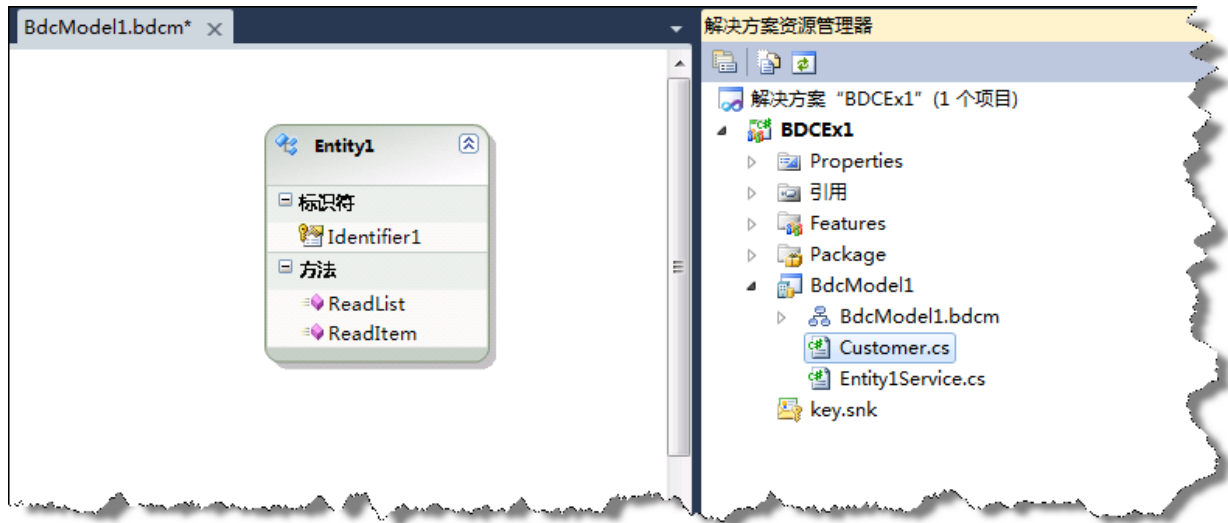 BdcModel1.bdcm*
Entity1
标识符
Identifier1
方法
ReadList
ReadItem
解决方案资源管理器
解决方案 "BDCEx1" (1 个项目)
BDCEx1
Properties
引用
Features
Package
BdcModel1
BdcModel1.bdcm
Customer.cs
Entity1Service.cs
key.snk